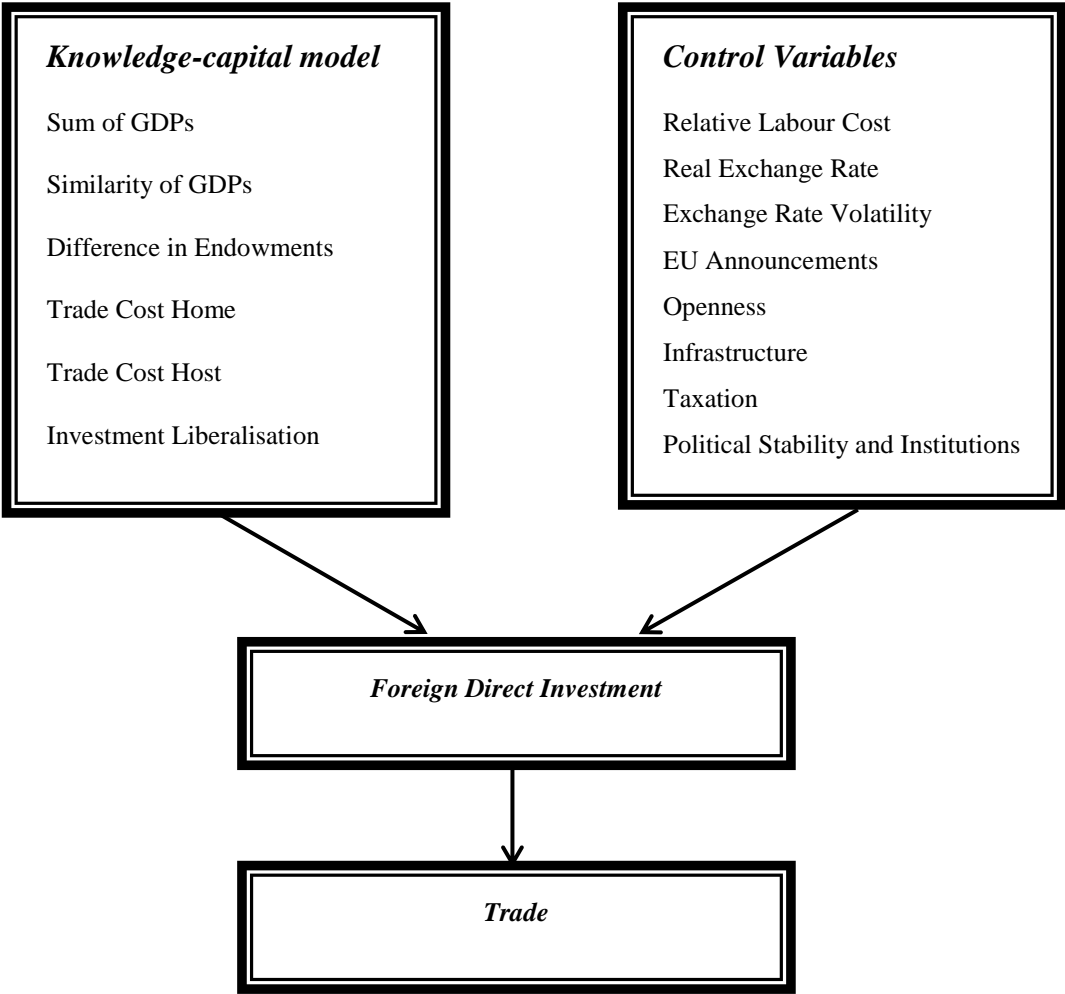 Knowledge-capital model
Sum of GDPs
Similarity of GDPs
Difference in Endowments
Trade Cost Home
Trade Cost Host
Investment Liberalisation
Control Variables
Relative Labour Cost
Real Exchange Rate
Exchange Rate Volatility
EU Announcements
Openness
Infrastructure
Taxation
Political Stability and Institutions
Foreign Direct Investment
Trade